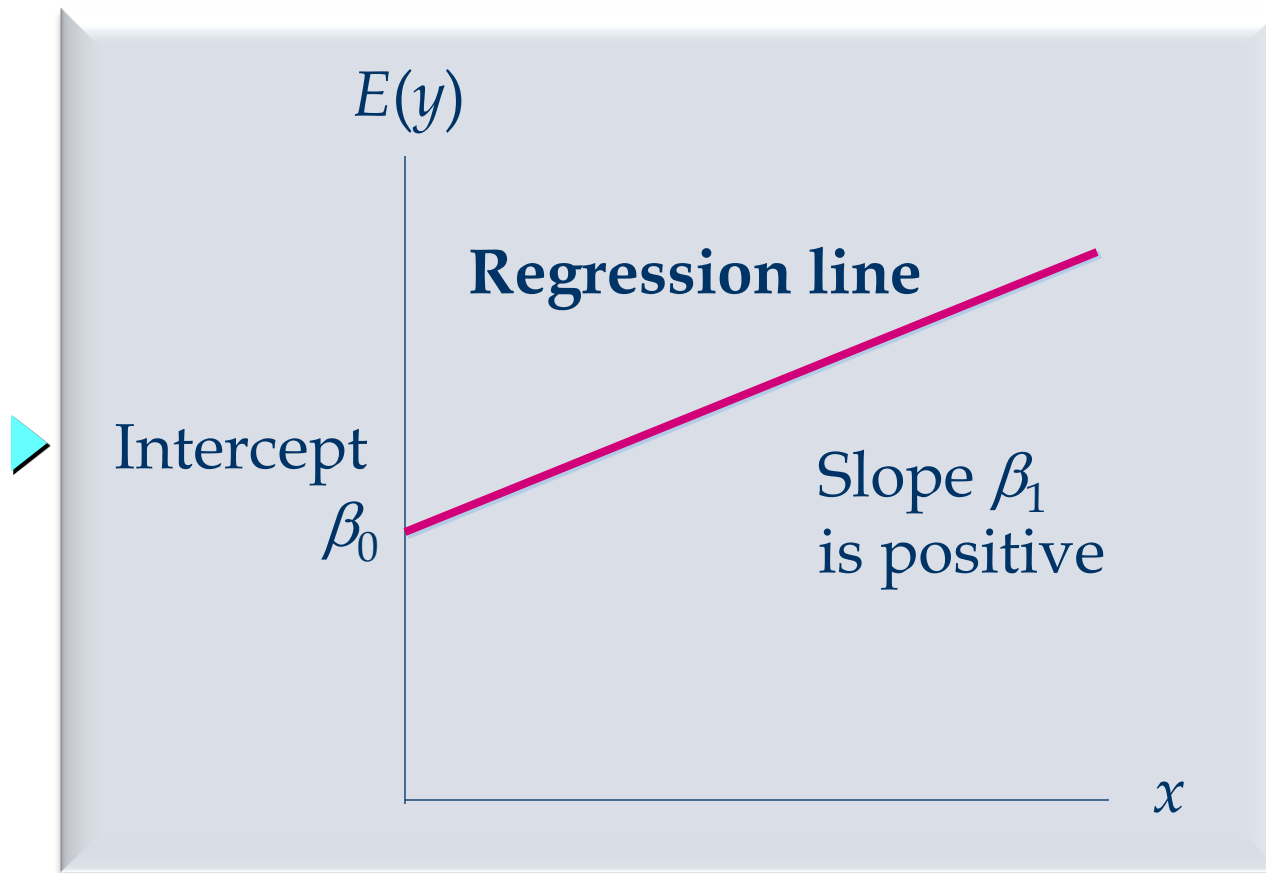 E(y)
Regression line
Intercept
β₀
Slope β₁
is positive
x